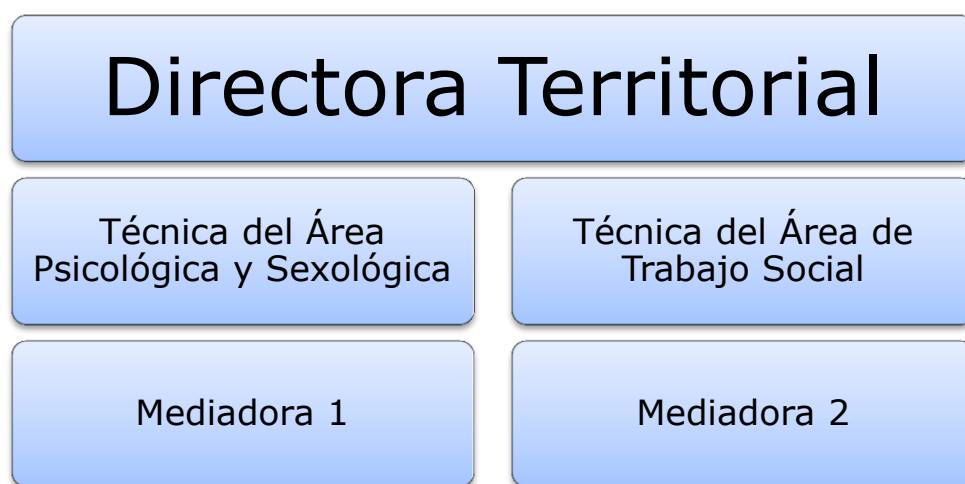 Directora Territorial
Técnica del Área
Psicológica y Sexológica
Técnica del Área de
Trabajo Social
Mediadora 1
Mediadora 2